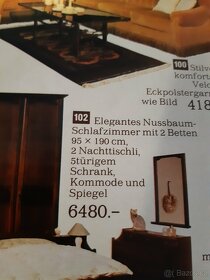 100 Stilv
komfort
Velo
Eckpolstergarn
wie Bild 418
102 Elegantes Nussbaum-
Schlafzimmer mit 2 Betten
95 × 190 cm,
2 Nachttischli,
5türigem
Schrank,
Kommode und
Spiegel
6480.–
m